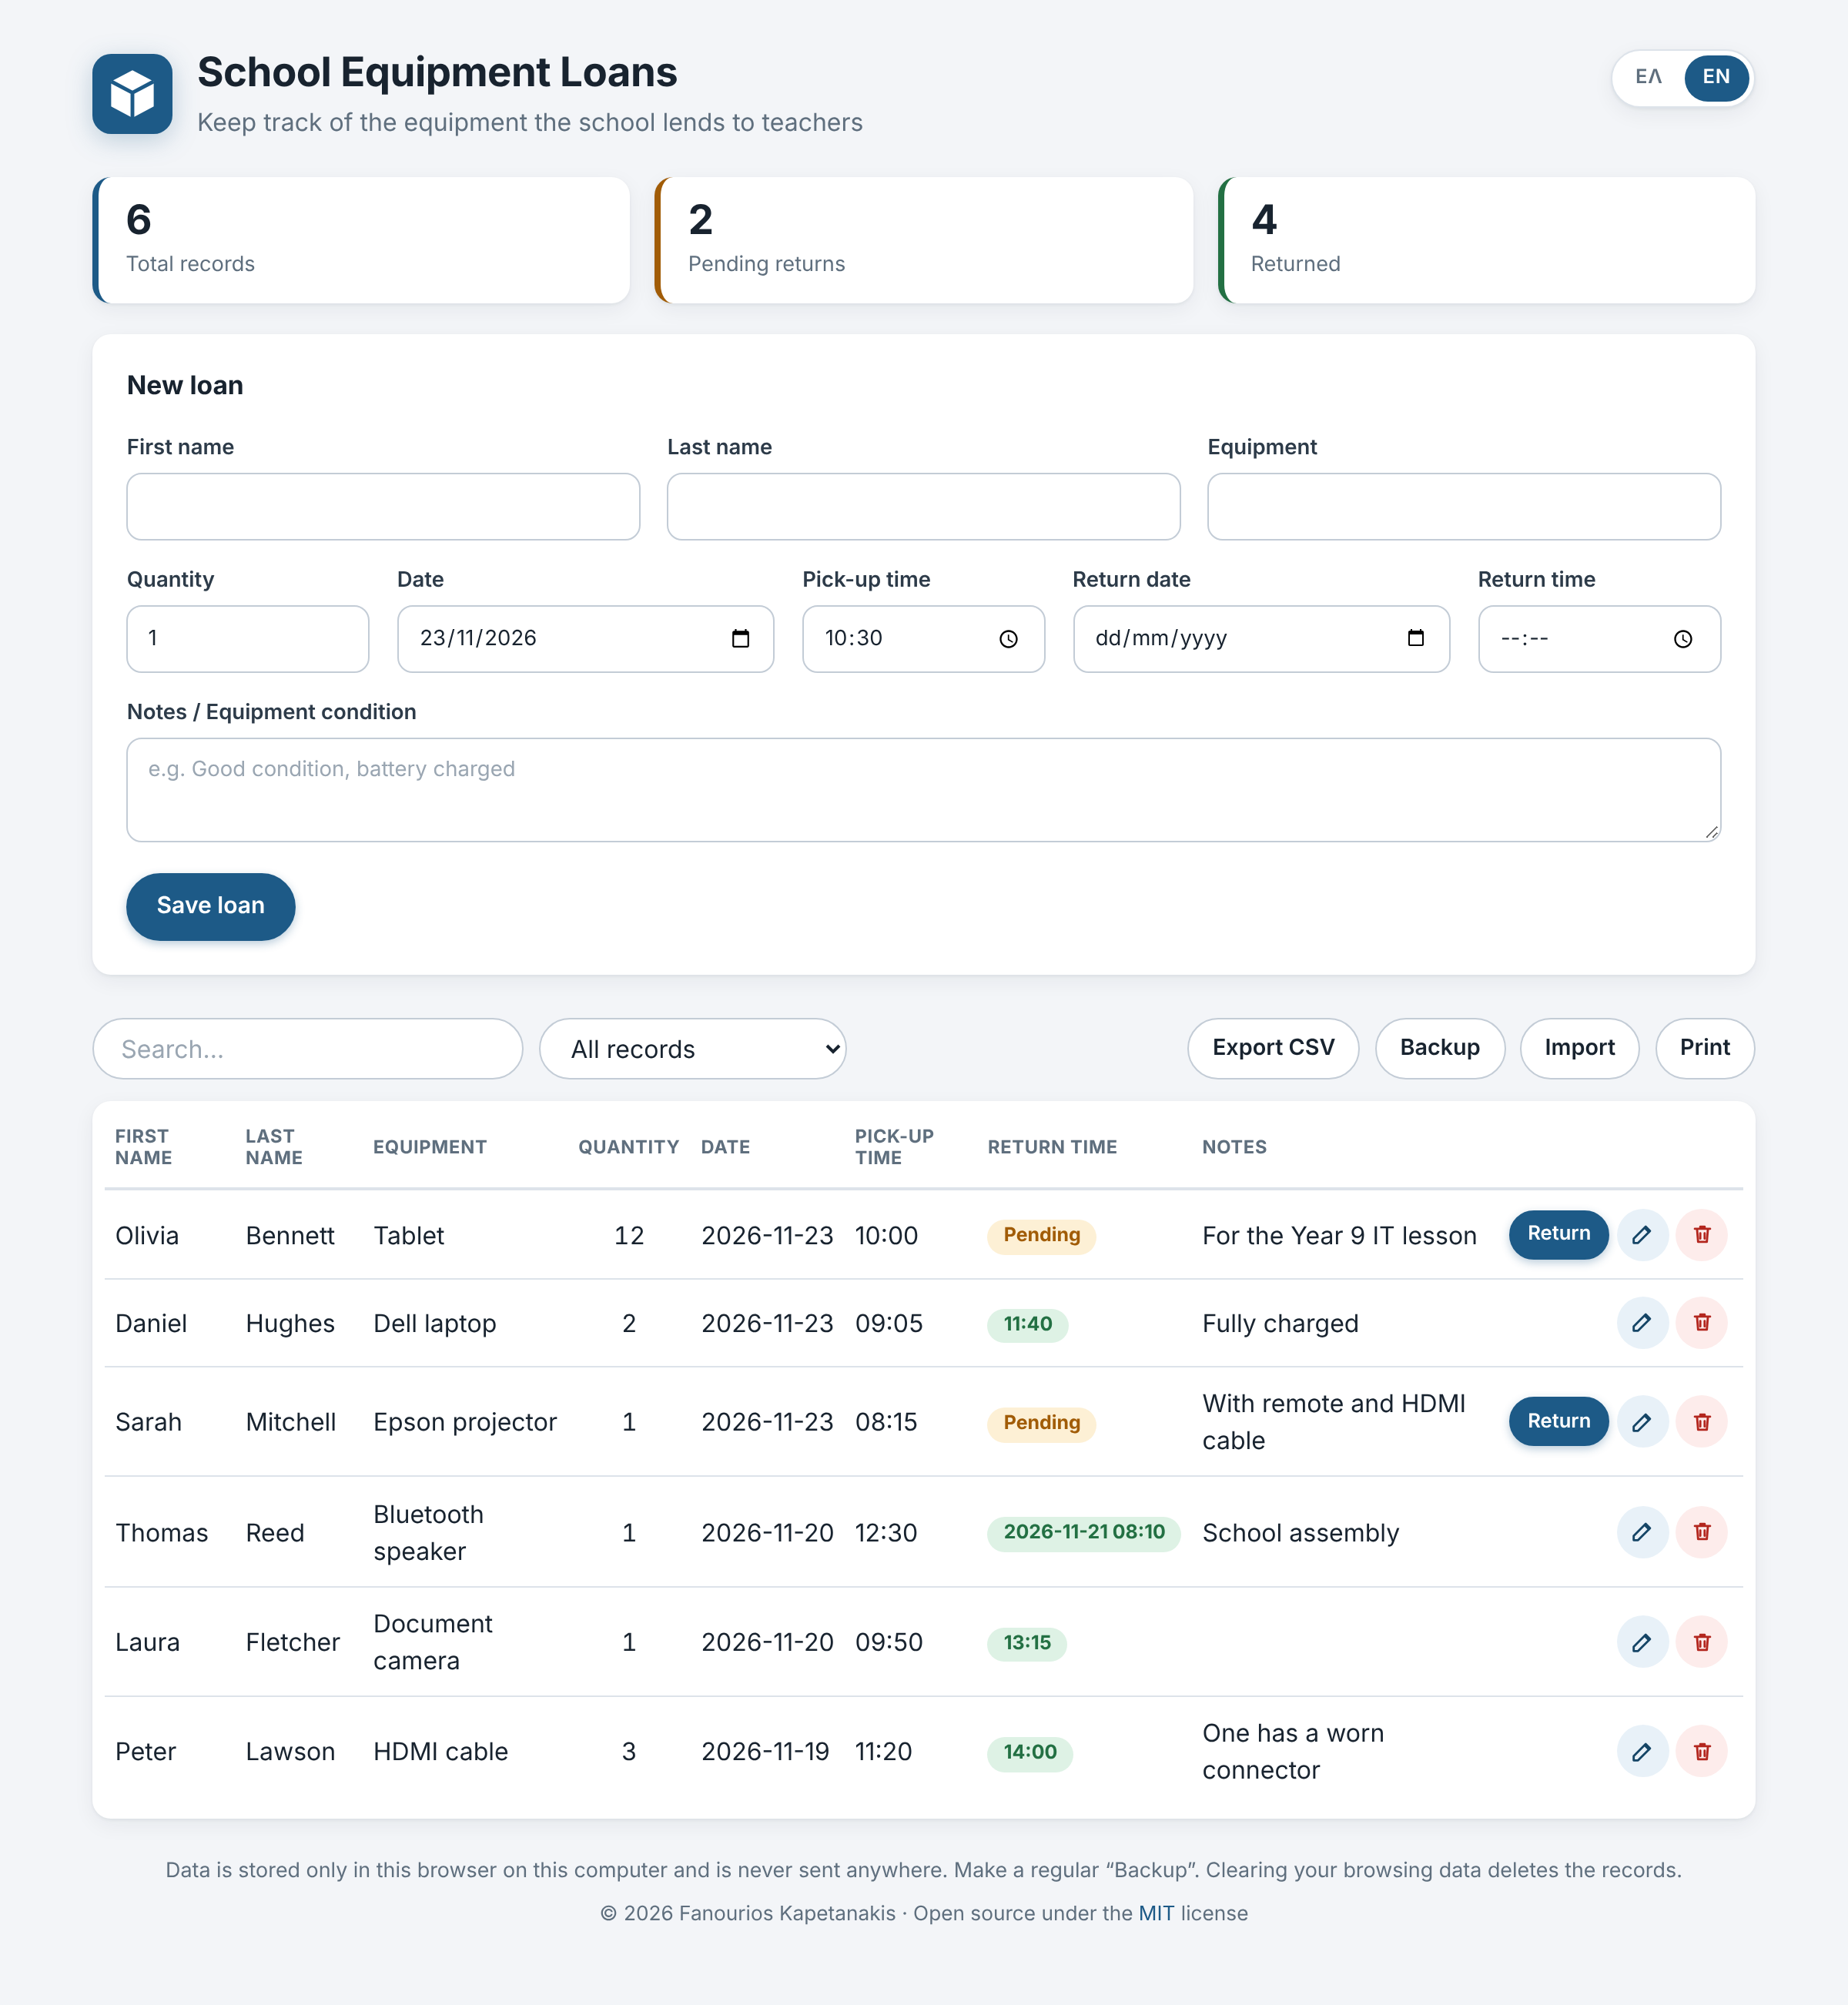 School Equipment Loans
Keep track of the equipment the school lends to teachers
ΕΛ EN
6
Total records
2
Pending returns
4
Returned
New loan
First name Last name Equipment
Quantity Date Pick-up time Return date Return time
1 23/11/2026 10:30 dd/mm/yyyy --:--
Notes / Equipment condition
e.g. Good condition, battery charged
Save loan
Search... All records Export CSV Backup Import Print
FIRST NAME LAST NAME EQUIPMENT QUANTITY DATE PICK-UP TIME RETURN TIME NOTES
Olivia Bennett Tablet 12 2026-11-23 10:00 Pending For the Year 9 IT lesson Return
Daniel Hughes Dell laptop 2 2026-11-23 09:05 11:40 Fully charged
Sarah Mitchell Epson projector 1 2026-11-23 08:15 Pending With remote and HDMI cable Return
Thomas Reed Bluetooth speaker 1 2026-11-20 12:30 2026-11-21 08:10 School assembly
Laura Fletcher Document camera 1 2026-11-20 09:50 13:15
Peter Lawson HDMI cable 3 2026-11-19 11:20 14:00 One has a worn connector
Data is stored only in this browser on this computer and is never sent anywhere. Make a regular “Backup”. Clearing your browsing data deletes the records.
© 2026 Fanourios Kapetanakis · Open source under the MIT license